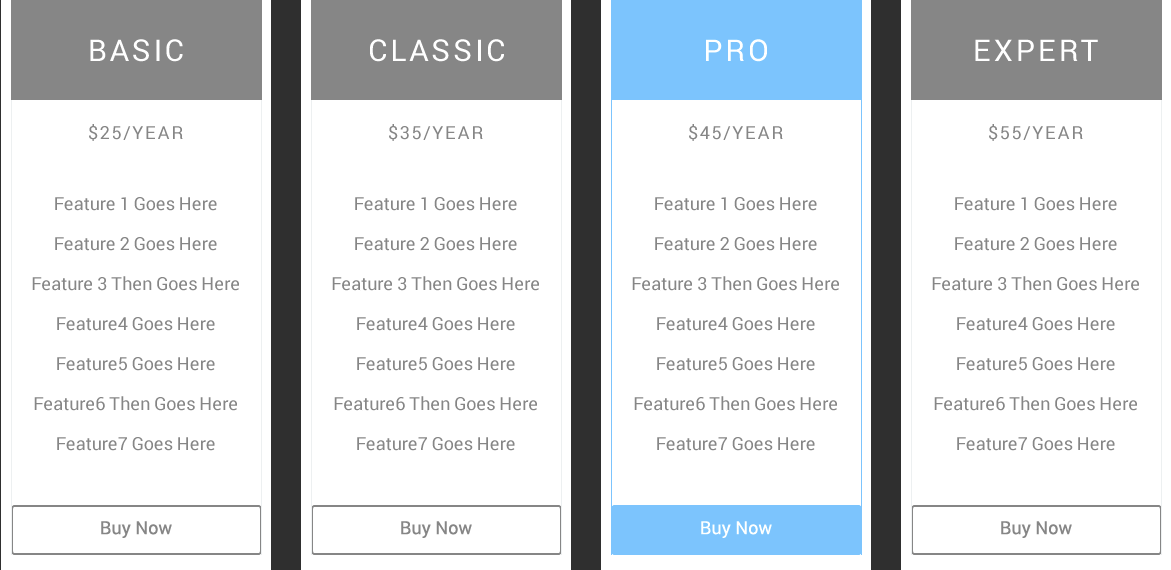 BASIC
$25/YEAR
Feature 1 Goes Here
Feature 2 Goes Here
Feature 3 Then Goes Here
Feature4 Goes Here
Feature5 Goes Here
Feature6 Then Goes Here
Feature7 Goes Here
Buy Now
CLASSIC
$35/YEAR
Feature 1 Goes Here
Feature 2 Goes Here
Feature 3 Then Goes Here
Feature4 Goes Here
Feature5 Goes Here
Feature6 Then Goes Here
Feature7 Goes Here
Buy Now
PRO
$45/YEAR
Feature 1 Goes Here
Feature 2 Goes Here
Feature 3 Then Goes Here
Feature4 Goes Here
Feature5 Goes Here
Feature6 Then Goes Here
Feature7 Goes Here
Buy Now
EXPERT
$55/YEAR
Feature 1 Goes Here
Feature 2 Goes Here
Feature 3 Then Goes Here
Feature4 Goes Here
Feature5 Goes Here
Feature6 Then Goes Here
Feature7 Goes Here
Buy Now